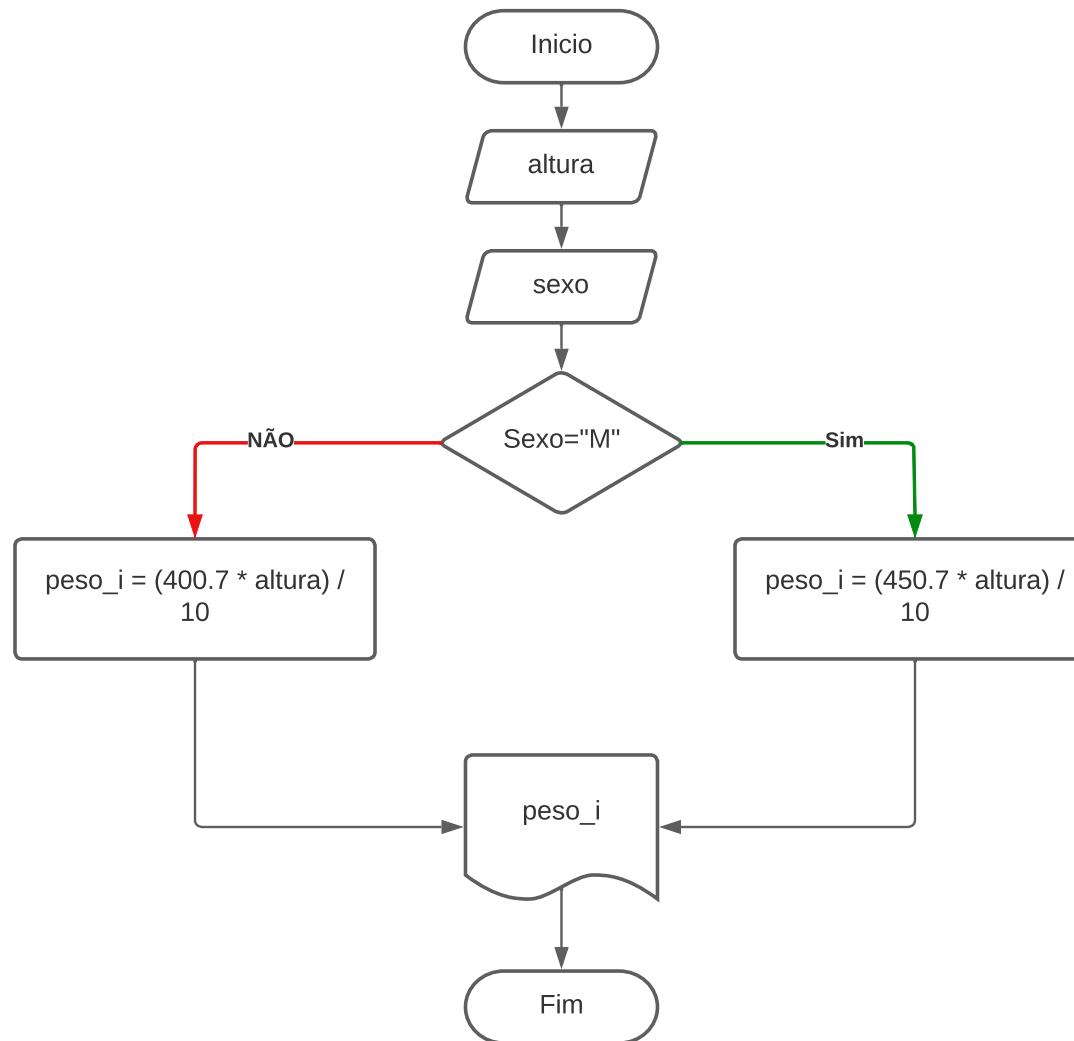 Inicio
altura
sexo
Sexo="M"
NÃO
Sim
peso_i = (400.7 * altura) /
10
peso_i = (450.7 * altura) /
10
peso_i
Fim